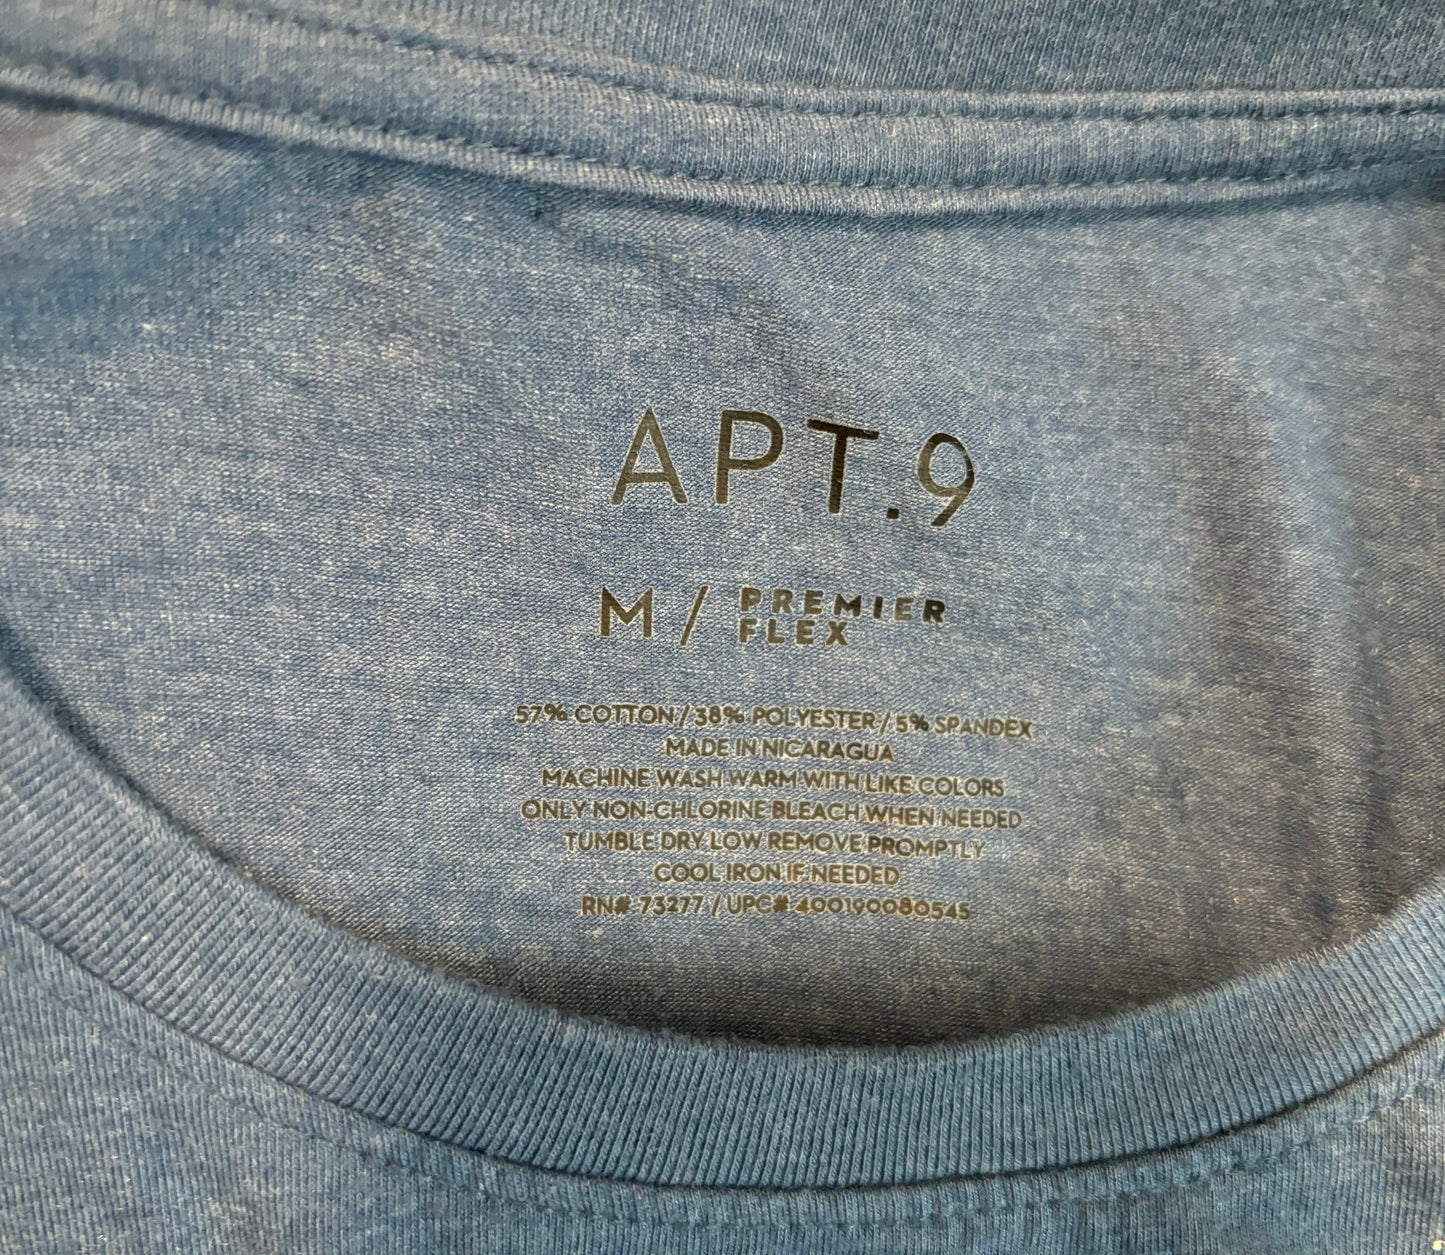 APT.9
M / PREMIER
FLEX
57% COTTON / 38% POLYESTER / 5% SPANDEX
MADE IN NICARAGUA
MACHINE WASH WARM WITH LIKE COLORS
ONLY NON-CHLORINE BLEACH WHEN NEEDED
TUMBLE DRY LOW REMOVE PROMPTLY
COOL IRON IF NEEDED
RN# 73277 / UPC# 400190080545